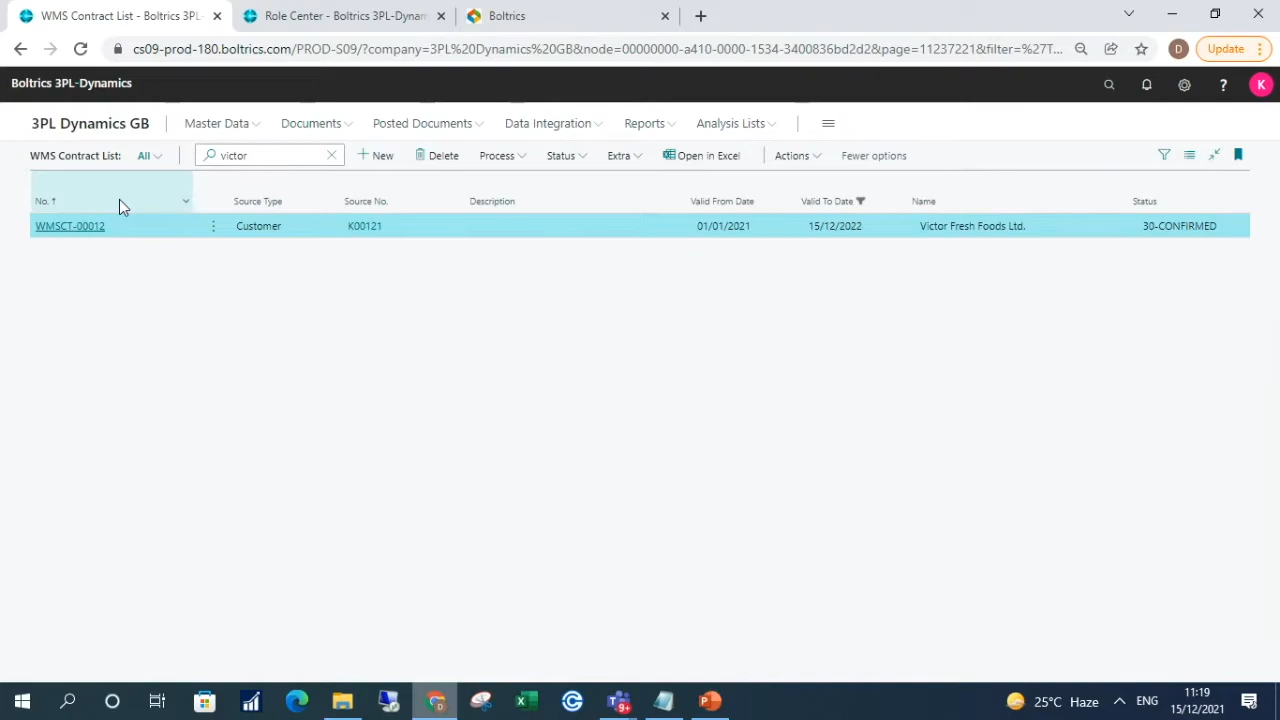 WMS Contract List - Boltrics 3PL-
Role Center - Boltrics 3PL-Dynam
Boltrics
cs09-prod-180.boltrics.com/PROD-S09/?company=3PL%20Dynamics%20GB&node=00000000-a410-0000-1534-3400836bd2d2&page=11237221&filter=%27T...
D
Update
Boltrics 3PL-Dynamics
?
K
3PL Dynamics GB
Master Data
Documents
Posted Documents
Data Integration
Reports
Analysis Lists
WMS Contract List:
All
victor
New
Delete
Process
Status
Extra
Open in Excel
Actions
Fewer options
No. ↑
Source Type
Source No.
Description
Valid From Date
Valid To Date
Name
Status
WMSCT-00012
Customer
K00121
01/01/2021
15/12/2022
Victor Fresh Foods Ltd.
30-CONFIRMED
25°C Haze
ENG
11:19
15/12/2021